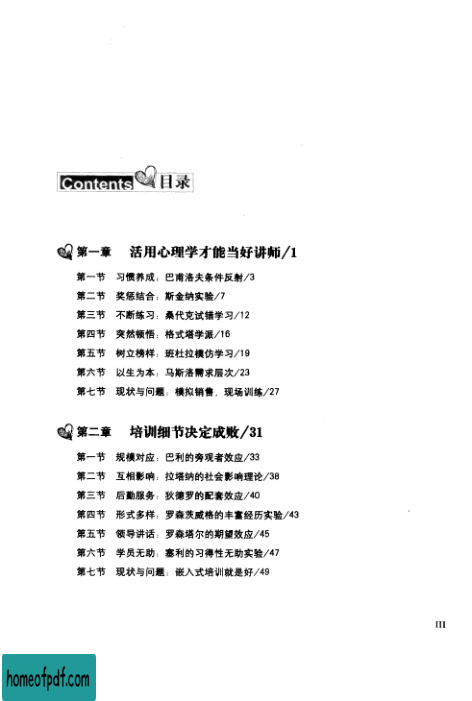 Contents 目录
第一章 活用心理学才能当好讲师/1
第一节 习惯养成：巴甫洛夫条件反射/3
第二节 奖惩结合：斯金纳实验/7
第三节 不断练习：桑代克试错学习/12
第四节 突然顿悟：格式塔学派/16
第五节 树立榜样：班杜拉模仿学习/19
第六节 以生为本：马斯洛需求层次/23
第七节 现状与问题：模拟销售，现场训练/27
第二章 培训细节决定成败/31
第一节 规模对应：巴利的旁观者效应/33
第二节 互相影响：拉塔纳的社会影响理论/38
第三节 后勤服务：狄德罗的配套效应/40
第四节 形式多样：罗森茨威格的丰富经历实验/43
第五节 领导讲话：罗森塔尔的期望效应/45
第六节 学员无助：塞利的习得性无助实验/47
第七节 现状与问题：嵌入式培训就是好/49
III
homeofpdf.com